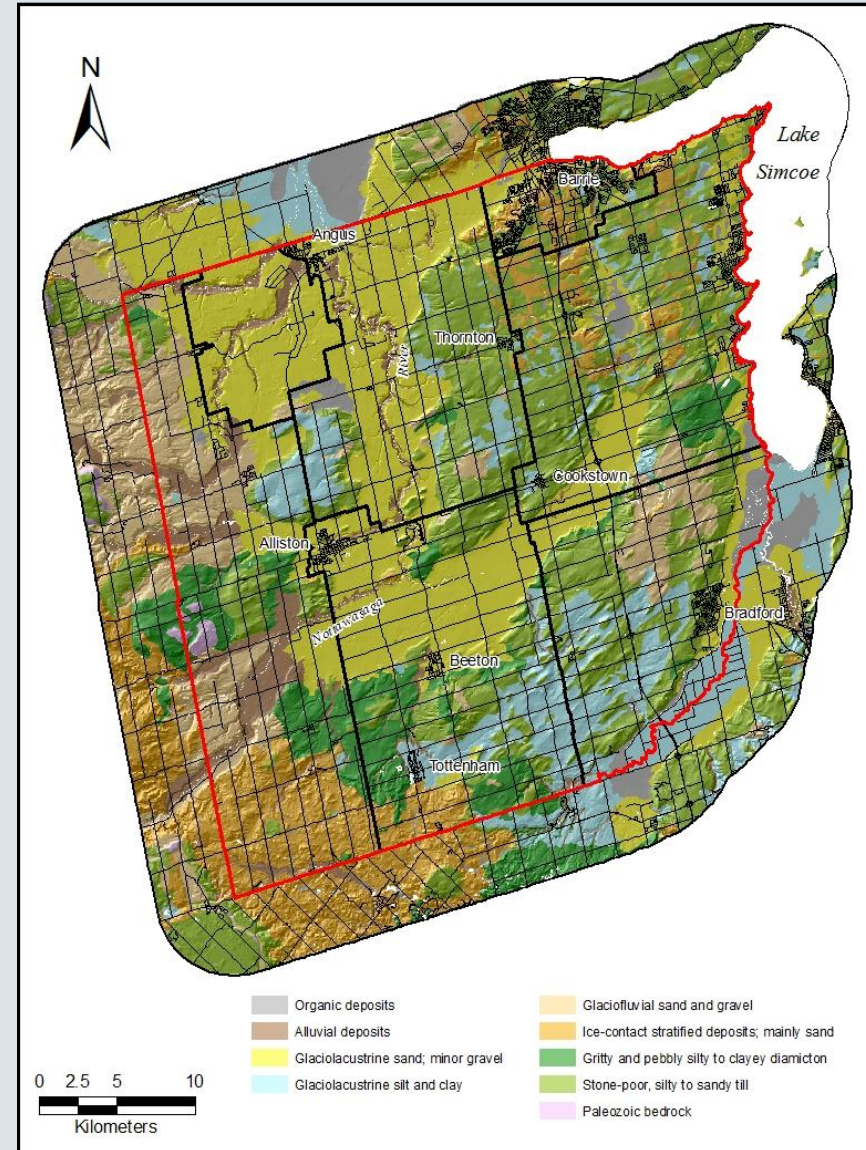 N
Lake
Simcoe
Barrie
Angus
Thornton
River
Cookstown
Alliston
Nottawasaga
Bradford
Beeton
Tottenham
Organic deposits
Alluvial deposits
Glaciolacustrine sand; minor gravel
Glaciolacustrine silt and clay
Glaciofluvial sand and gravel
Ice-contact stratified deposits; mainly sand
Gritty and pebbly silty to clayey diamicton
Stone-poor, silty to sandy till
Paleozoic bedrock
0 2.5 5 10
Kilometers